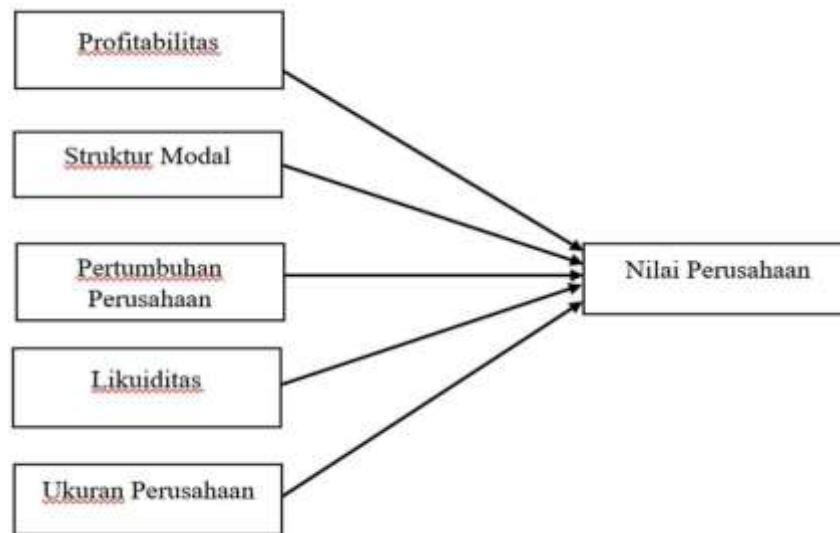 Profitabilitas
Struktur Modal
Pertumbuhan
Perusahaan
Likuiditas
Ukuran Perusahaan
Nilai Perusahaan